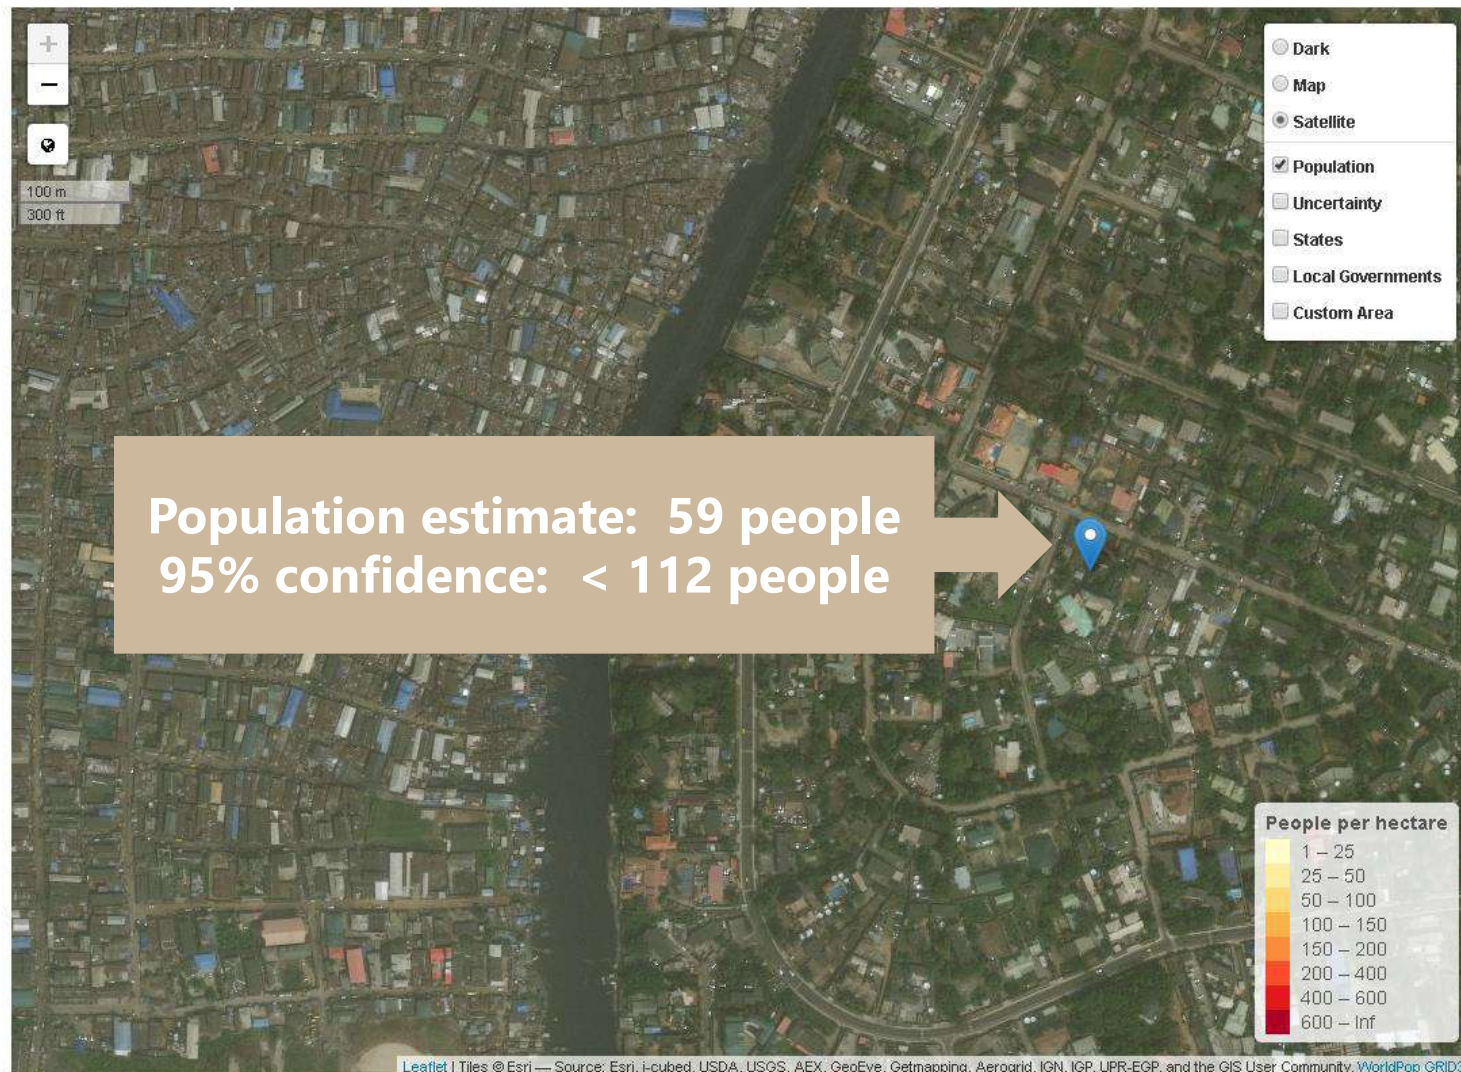 +
−
100 m
300 ft
Dark
Map
Satellite
Population
Uncertainty
States
Local Governments
Custom Area
Population estimate:  59 people
95% confidence:  < 112 people
People per hectare
1 – 25
25 – 50
50 – 100
100 – 150
150 – 200
200 – 400
400 – 600
600 – Inf
Leaflet | Tiles © Esri — Source: Esri, i-cubed, USDA, USGS, AEX, GeoEye, Getmapping, Aerogrid, IGN, IGP, UPR-EGP, and the GIS User Community, WorldPop GRID3